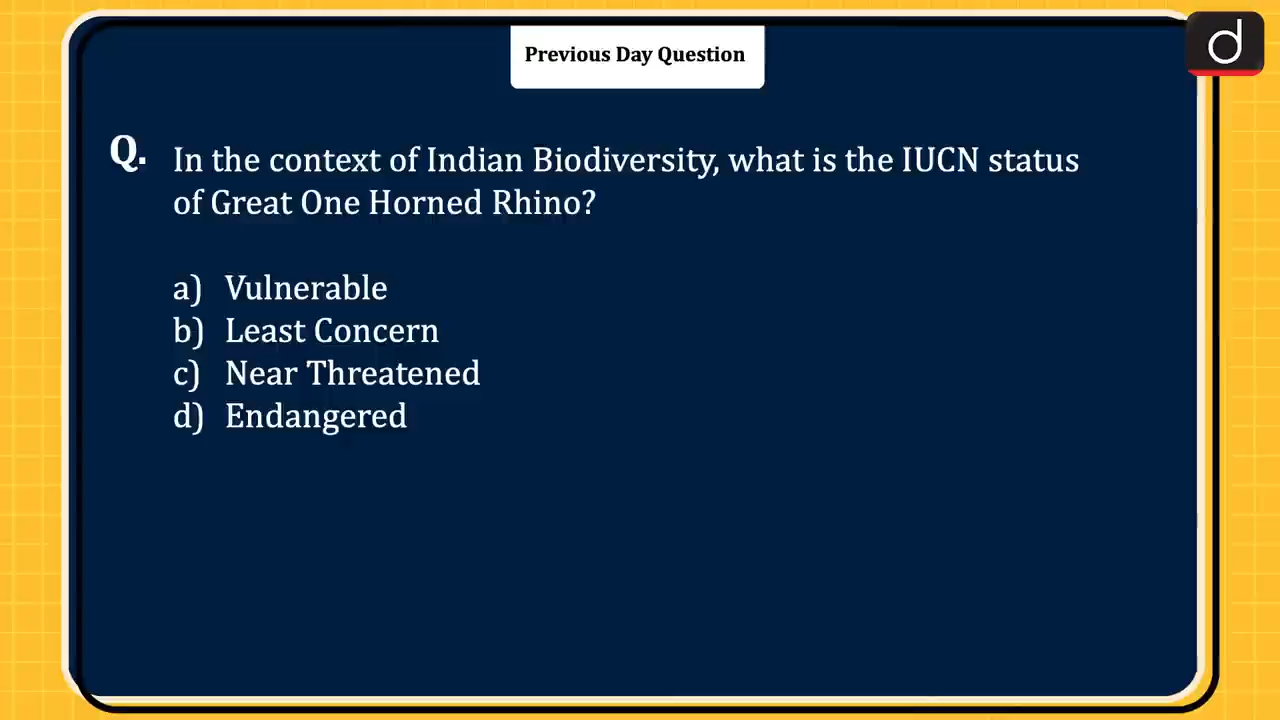 Previous Day Question
d
Q. In the context of Indian Biodiversity, what is the IUCN status
of Great One Horned Rhino?
a) Vulnerable
b) Least Concern
c) Near Threatened
d) Endangered